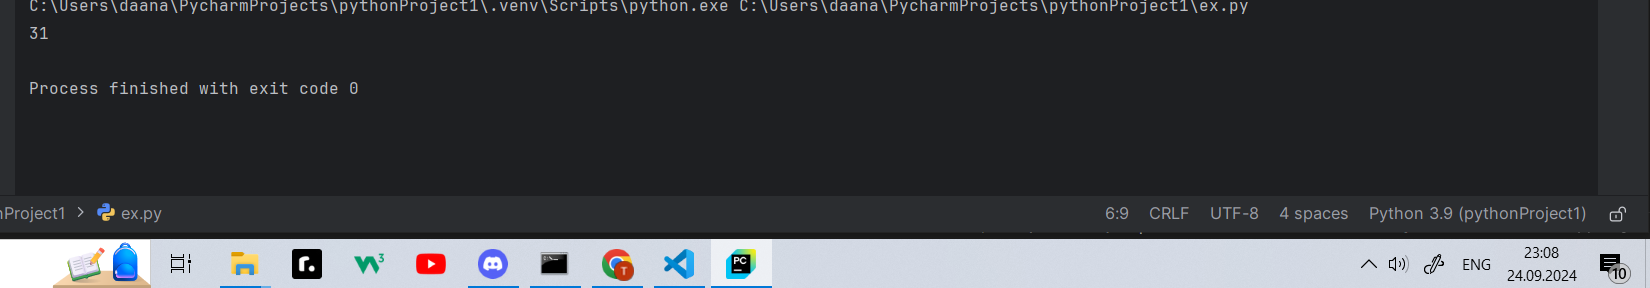 C:\Users\daana\PycharmProjects\pythonProject1\.venv\Scripts\python.exe C:\Users\daana\PycharmProjects\pythonProject1\ex.py
31
Process finished with exit code 0
nProject1 > ex.py 6:9 CRLF UTF-8 4 spaces Python 3.9 (pythonProject1)
r. W3 T PC ENG 23:08
24.09.2024 10